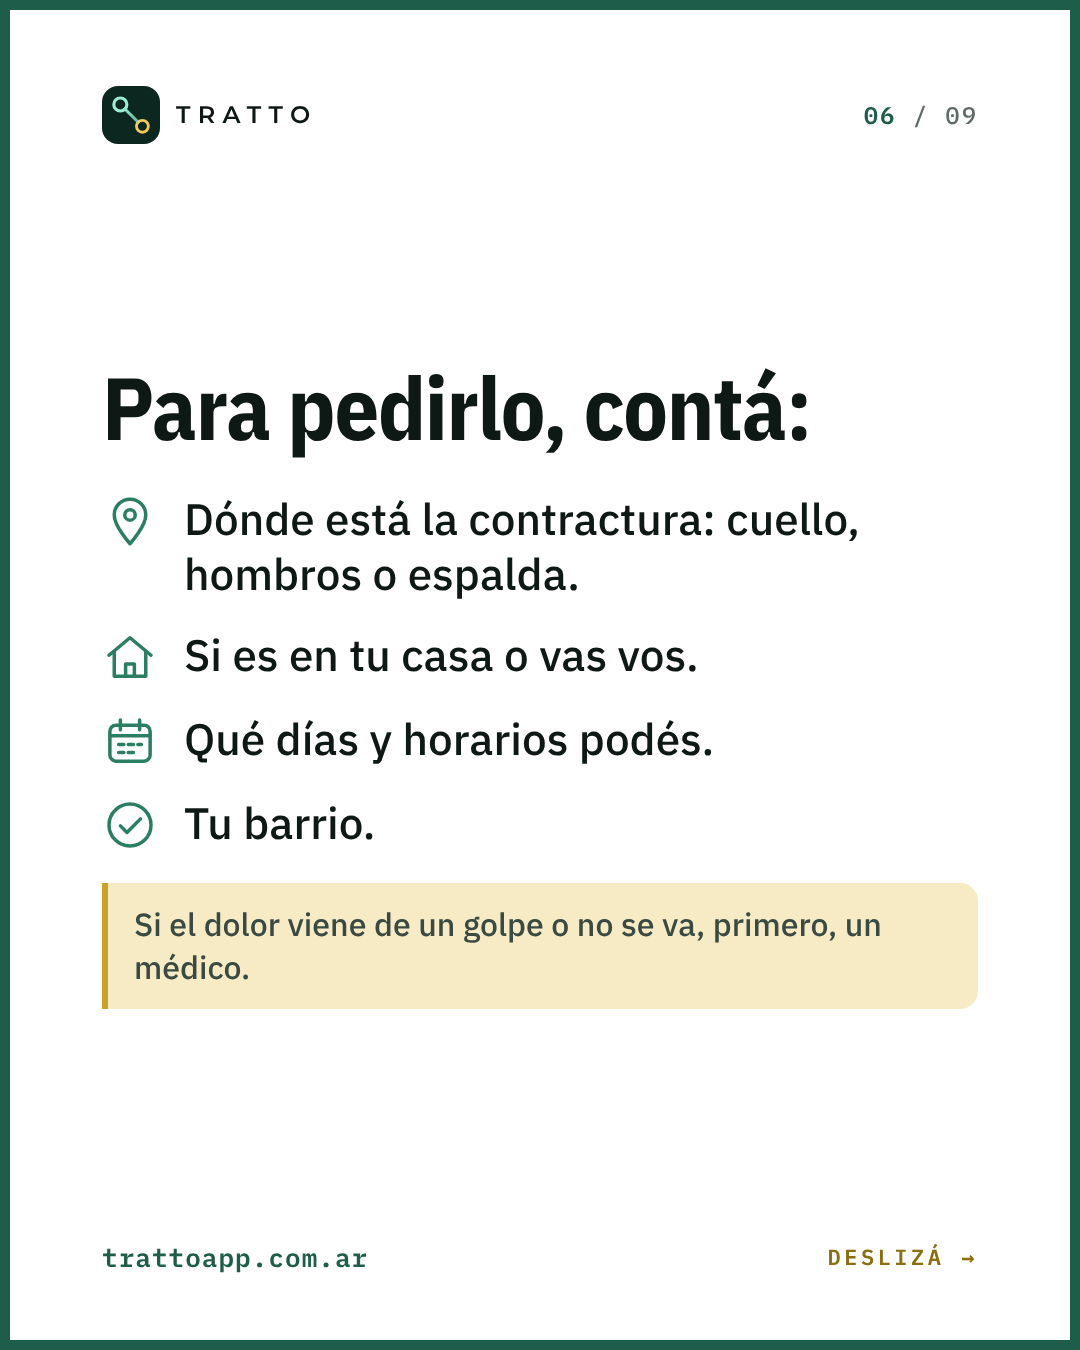 TRATTO
06 / 09
Para pedirlo, contá:
Dónde está la contractura: cuello,
hombros o espalda.
Si es en tu casa o vas vos.
Qué días y horarios podés.
Tu barrio.
Si el dolor viene de un golpe o no se va, primero, un
médico.
trattoapp.com.ar
DESLIZÁ →